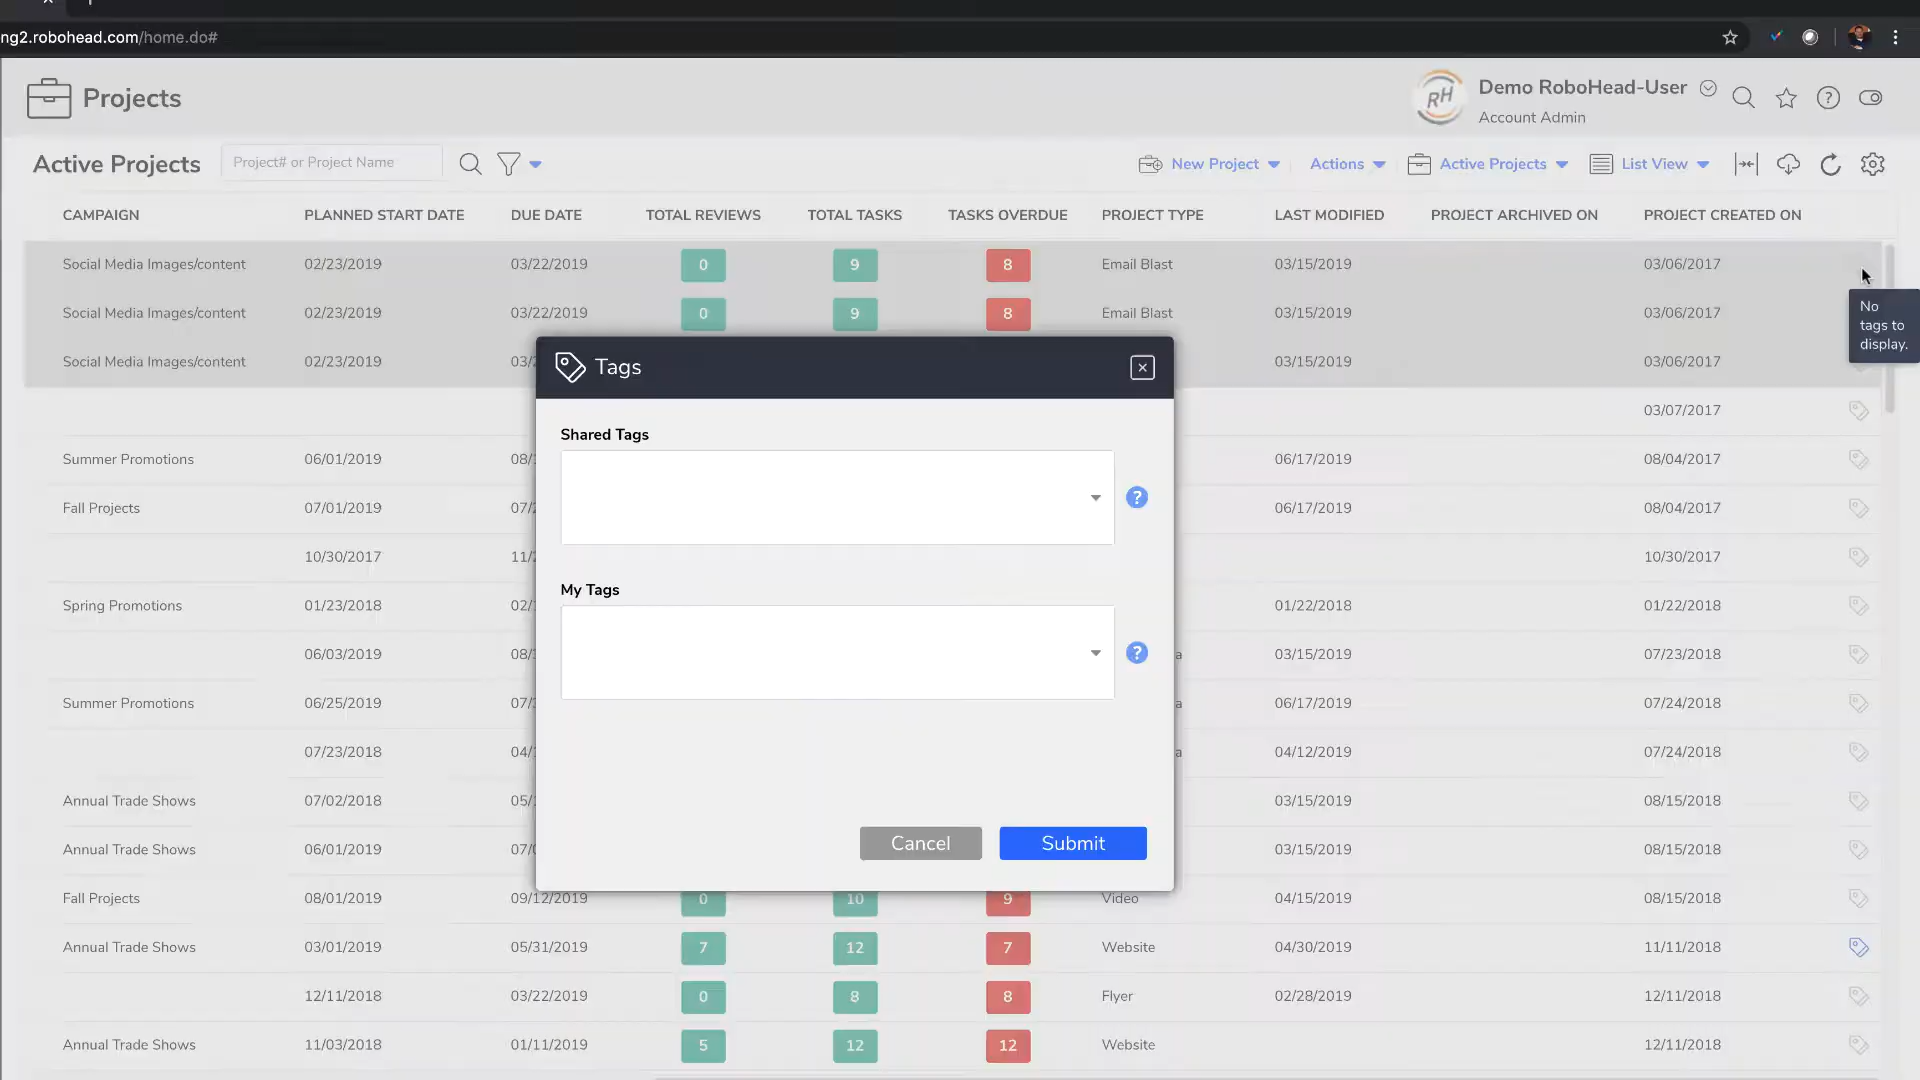 ng2.robohead.com/home.do#
Projects
RH
Demo RoboHead-User
Account Admin
Active Projects
Project# or Project Name
New Project
Actions
Active Projects
List View
CAMPAIGN PLANNED START DATE DUE DATE TOTAL REVIEWS TOTAL TASKS TASKS OVERDUE PROJECT TYPE LAST MODIFIED PROJECT ARCHIVED ON PROJECT CREATED ON
Social Media Images/content 02/23/2019 03/22/2019 0 9 8 Email Blast 03/15/2019 03/06/2017
Social Media Images/content 02/23/2019 03/22/2019 0 9 8 Email Blast 03/15/2019 03/06/2017
Social Media Images/content 02/23/2019 03/15/2019 03/06/2017
No
tags to
display.
03/07/2017
Summer Promotions 06/01/2019 08/ 06/17/2019 08/04/2017
Fall Projects 07/01/2019 07/ 06/17/2019 08/04/2017
10/30/2017 11/ 10/30/2017
Spring Promotions 01/23/2018 02/ 01/22/2018 01/22/2018
06/03/2019 08/ a 03/15/2019 07/23/2018
Summer Promotions 06/25/2019 07/ a 06/17/2019 07/24/2018
07/23/2018 04/ a 04/12/2019 07/24/2018
Annual Trade Shows 07/02/2018 05/ 03/15/2019 08/15/2018
Annual Trade Shows 06/01/2019 07/ 03/15/2019 08/15/2018
Fall Projects 08/01/2019 09/12/2019 0 10 9 Video 04/15/2019 08/15/2018
Annual Trade Shows 03/01/2019 05/31/2019 7 12 7 Website 04/30/2019 11/11/2018
12/11/2018 03/22/2019 0 8 8 Flyer 02/28/2019 12/11/2018
Annual Trade Shows 11/03/2018 01/11/2019 5 12 12 Website 12/11/2018
Tags
Shared Tags
?
My Tags
?
Cancel
Submit